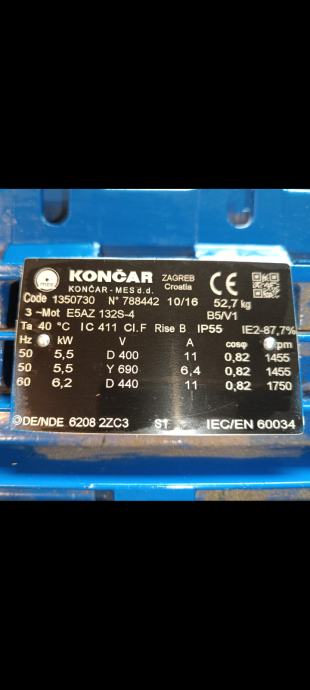 KONČAR
ZAGREB
Croatia
CE
KONČAR - MES d.d.
Code 1350730 N° 788442 10/16 52,7 kg
3 ~Mot E5AZ 132S-4 B5/V1
Ta 40 °C IC 411 Cl.F Rise B IP55 IE2-87,7%
Hz kW V A cosφ rpm
50 5,5 D 400 11 0,82 1455
50 5,5 Y 690 6,4 0,82 1455
60 6,2 D 440 11 0,82 1750
DE/NDE 6208 2ZC3 S1 IEC/EN 60034